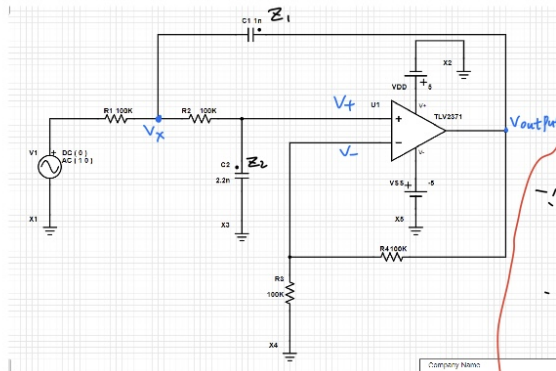 C1 1n
Z1
X2
VDD
5
R1 100K
R2 100K
V+
U1
V+
TLV2371
Vx
+
-
Voutput
V1
DC ( 0 )
AC ( 1 0 )
C2
Z2
2.2n
V-
V-
VSS
-5
X1
X3
X5
R4 100K
R3
100K
X4
Company Name